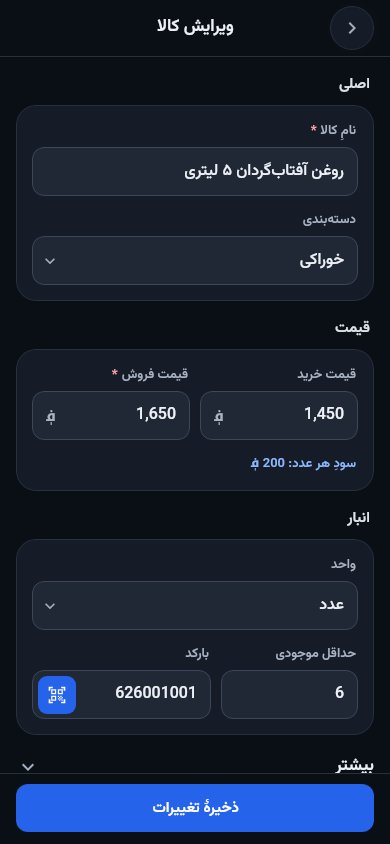 ویرایش کالا
اصلی
نامِ کالا *
روغن آفتاب‌گردان ۵ لیتری
دسته‌بندی
خوراکی
قیمت
قیمت خرید
قیمت فروش *
1,450 ؋
1,650 ؋
سودِ هر عدد: 200 ؋
انبار
واحد
عدد
حداقل موجودی
بارکد
6
626001001
بیشتر
ذخیرهٔ تغییرات